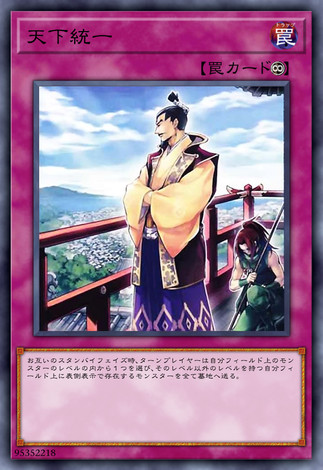 天下統一
トラップ
罠
【罠カード】
お互いのスタンバイフェイズ時、ターンプレイヤーは自分フィールド上のモン
スターのレベルの内から１つを選び、そのレベル以外のレベルを持つ自分フィ
ールド上に表側表示で存在するモンスターを全て墓地へ送る。
95352218